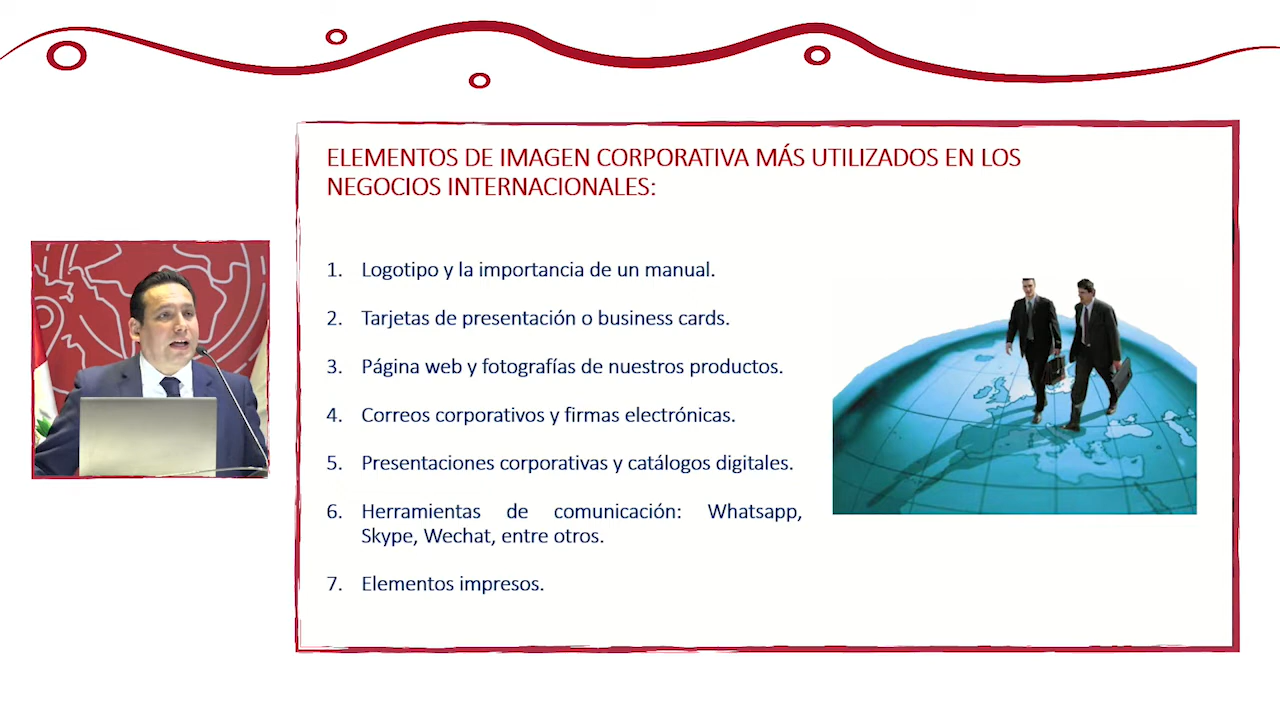 ELEMENTOS DE IMAGEN CORPORATIVA MÁS UTILIZADOS EN LOS
NEGOCIOS INTERNACIONALES:
1. Logotipo y la importancia de un manual.
2. Tarjetas de presentación o business cards.
3. Página web y fotografías de nuestros productos.
4. Correos corporativos y firmas electrónicas.
5. Presentaciones corporativas y catálogos digitales.
6. Herramientas de comunicación: Whatsapp,
Skype, Wechat, entre otros.
7. Elementos impresos.